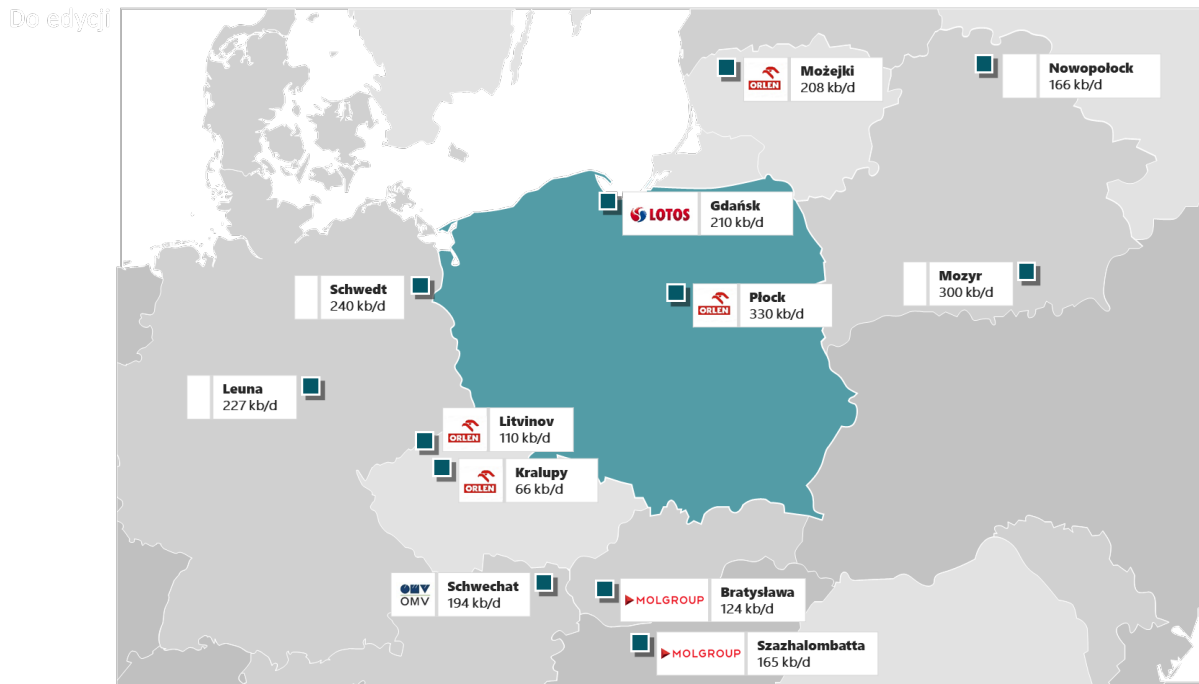 Do edycji
ORLEN
Możejki
208 kb/d
Nowopołock
166 kb/d
LOTOS
Gdańsk
210 kb/d
Mozyr
300 kb/d
Schwedt
240 kb/d
ORLEN
Płock
330 kb/d
Leuna
227 kb/d
ORLEN
Litvinov
110 kb/d
ORLEN
Kralupy
66 kb/d
OMV
OMV
Schwechat
194 kb/d
MOLGROUP
Bratysława
124 kb/d
MOLGROUP
Szazhalombatta
165 kb/d